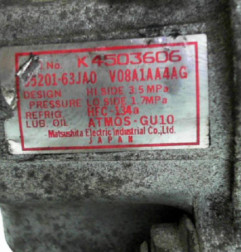 No. K4503606
95201-63JA0 V08A1AA4AG
DESIGN HI SIDE 3.5 MPa
PRESSURE LO SIDE 1.7MPa
REFRIG HFC-134a
LUB OIL ATMOS-GU10
Matsushita Electric Industrial Co., Ltd.
JAPAN